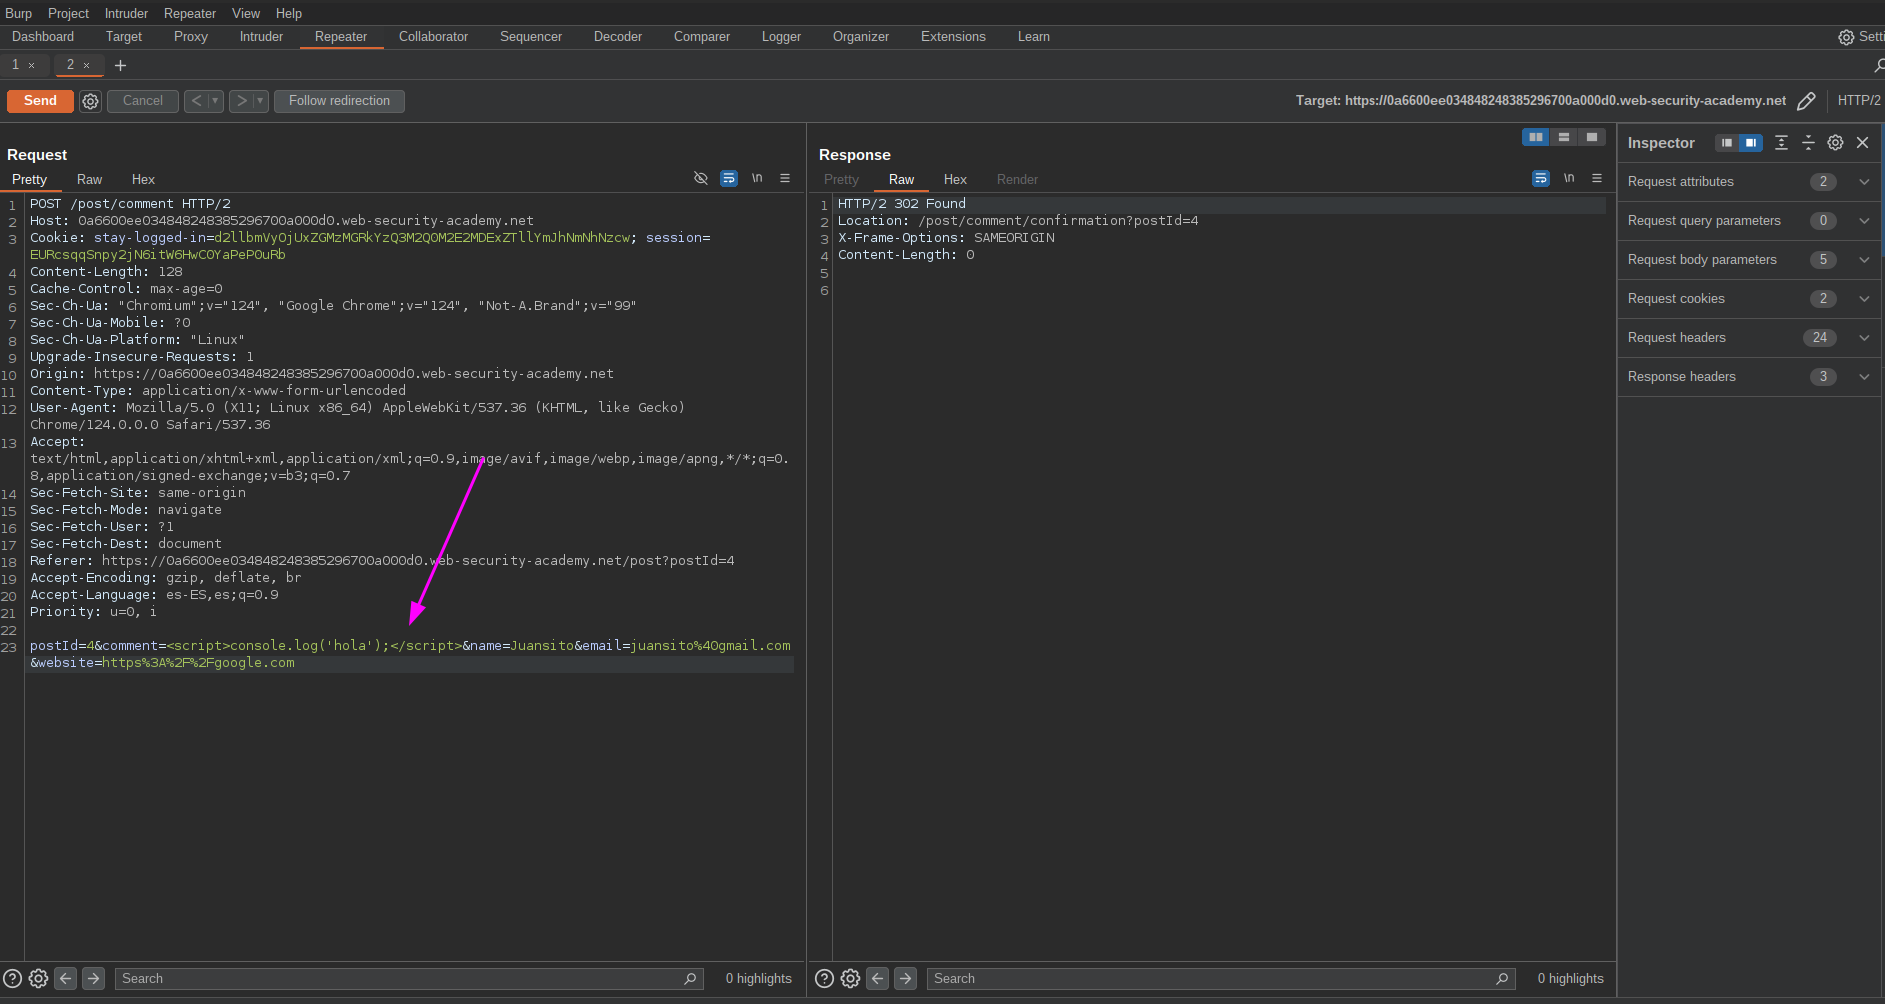 Burp Project Intruder Repeater View Help
Dashboard Target Proxy Intruder Repeater Collaborator Sequencer Decoder Comparer Logger Organizer Extensions Learn Setti
1 × 2 × +
Send Cancel < > Follow redirection Target: https://0a6600ee034848248385296700a000d0.web-security-academy.net HTTP/2
Request
Pretty Raw Hex \n
1 POST /post/comment HTTP/2
2 Host: 0a6600ee034848248385296700a000d0.web-security-academy.net
3 Cookie: stay-logged-in=d2llbmVyOjUxZGMzMGRkYzQ3M2Q0M2E2MDExZTllYmJhNmNhNzcw; session=
EURcsqqSnpy2jN6itW6HwC0YaPePOuRb
4 Content-Length: 128
5 Cache-Control: max-age=0
6 Sec-Ch-Ua: "Chromium";v="124", "Google Chrome";v="124", "Not-A.Brand";v="99"
7 Sec-Ch-Ua-Mobile: ?0
8 Sec-Ch-Ua-Platform: "Linux"
9 Upgrade-Insecure-Requests: 1
10 Origin: https://0a6600ee034848248385296700a000d0.web-security-academy.net
11 Content-Type: application/x-www-form-urlencoded
12 User-Agent: Mozilla/5.0 (X11; Linux x86_64) AppleWebKit/537.36 (KHTML, like Gecko)
Chrome/124.0.0.0 Safari/537.36
13 Accept:
text/html,application/xhtml+xml,application/xml;q=0.9,image/avif,image/webp,image/apng,*/*;q=0.
8,application/signed-exchange;v=b3;q=0.7
14 Sec-Fetch-Site: same-origin
15 Sec-Fetch-Mode: navigate
16 Sec-Fetch-User: ?1
17 Sec-Fetch-Dest: document
18 Referer: https://0a6600ee034848248385296700a000d0.web-security-academy.net/post?postId=4
19 Accept-Encoding: gzip, deflate, br
20 Accept-Language: es-ES,es;q=0.9
21 Priority: u=0, i
22
23 postId=4&comment=<script>console.log('hola');</script>&name=Juansito&email=juansito%40gmail.com
&website=https%3A%2F%2Fgoogle.com
Search 0 highlights
Response
Pretty Raw Hex Render \n
1 HTTP/2 302 Found
2 Location: /post/comment/confirmation?postId=4
3 X-Frame-Options: SAMEORIGIN
4 Content-Length: 0
5
6
Search 0 highlights
Inspector
Request attributes 2
Request query parameters 0
Request body parameters 5
Request cookies 2
Request headers 24
Response headers 3